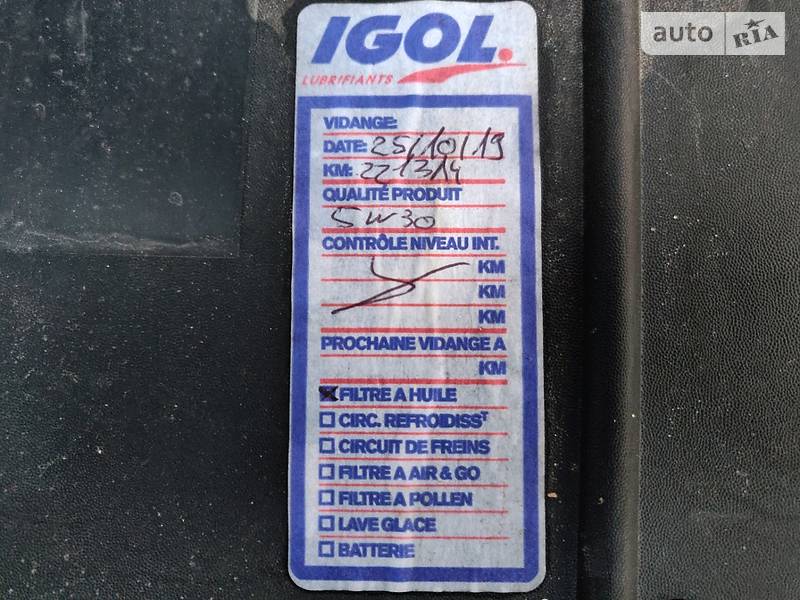 auto RIA
IGOL.
LUBRIFIANTS
VIDANGE:
DATE: 25/10/19
KM: 221314
QUALITÉ PRODUIT
5W30
CONTRÔLE NIVEAU INT.
KM
KM
KM
PROCHAINE VIDANGE A
KM
FILTRE A HUILE
CIRC. REFROIDISST
CIRCUIT DE FREINS
FILTRE A AIR & GO
FILTRE A POLLEN
LAVE GLACE
BATTERIE